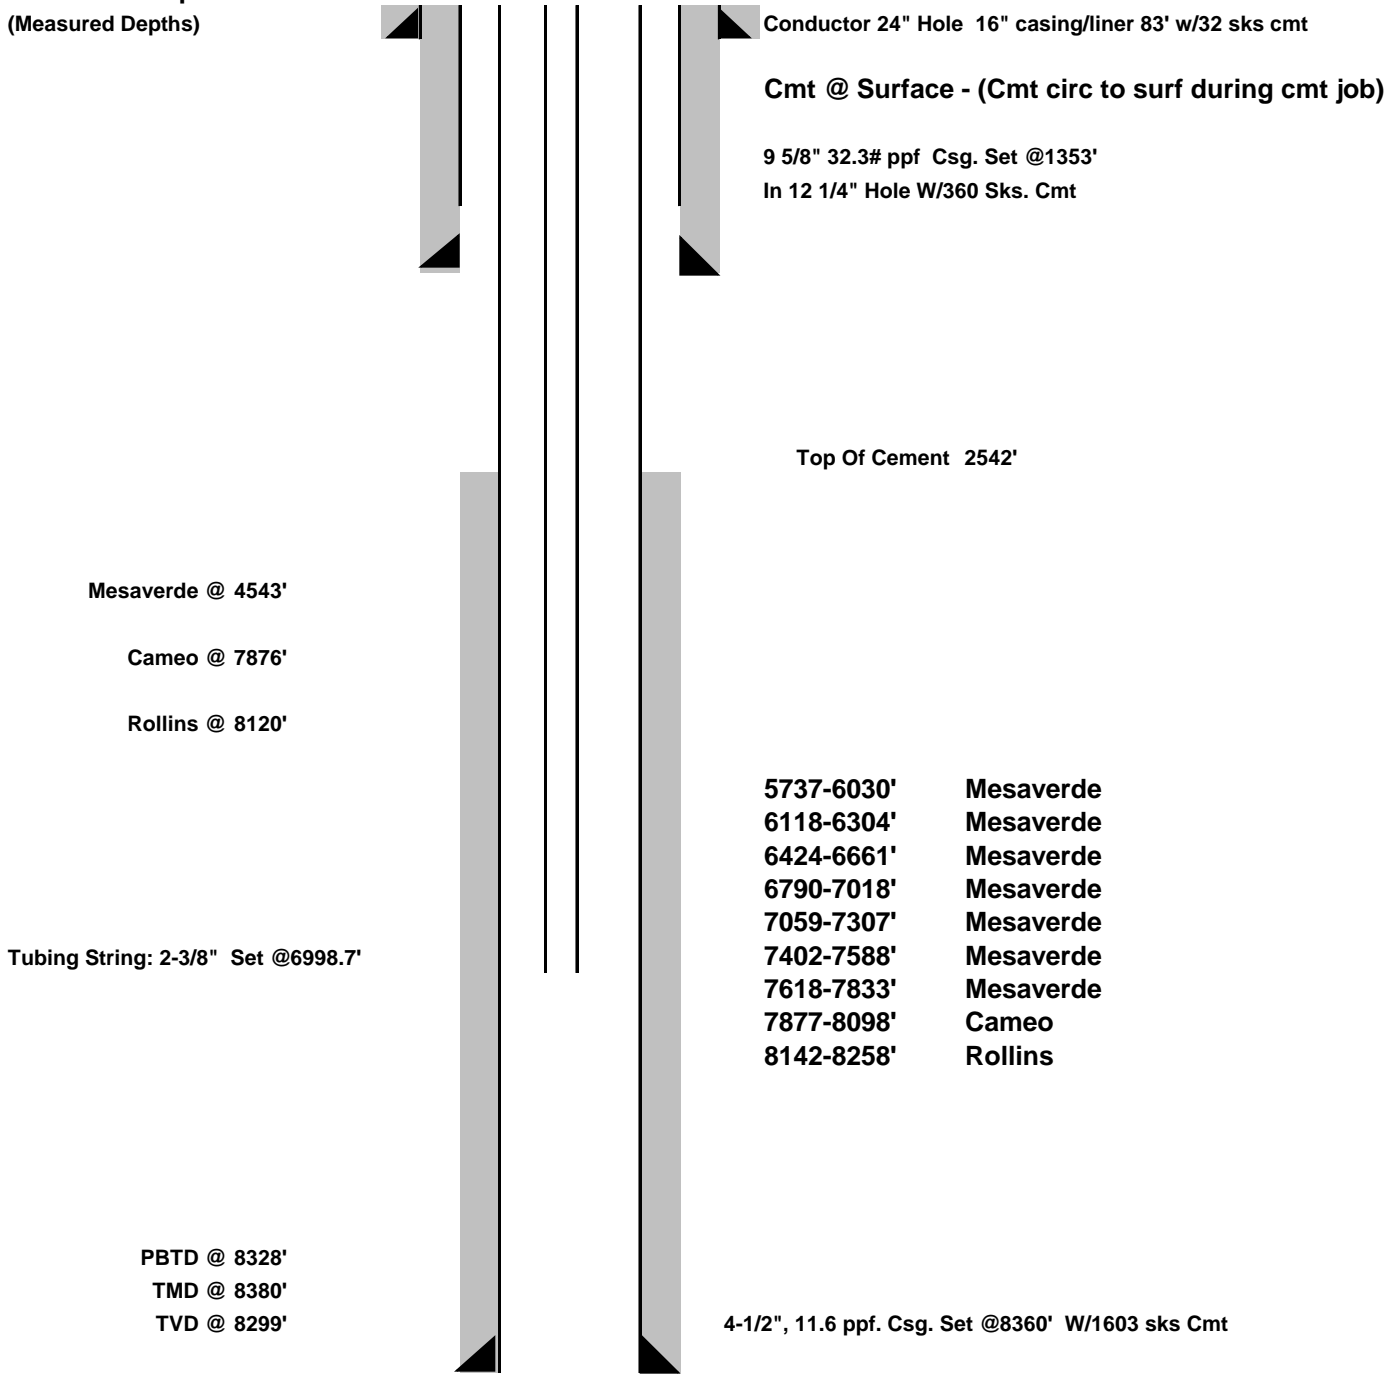 (Measured Depths)
Conductor 24" Hole 16" casing/liner 83' w/32 sks cmt
Cmt @ Surface - (Cmt circ to surf during cmt job)
9 5/8" 32.3# ppf Csg. Set @1353'
In 12 1/4" Hole W/360 Sks. Cmt
Top Of Cement 2542'
Mesaverde @ 4543'
Cameo @ 7876'
Rollins @ 8120'
5737-6030' Mesaverde
6118-6304' Mesaverde
6424-6661' Mesaverde
6790-7018' Mesaverde
7059-7307' Mesaverde
7402-7588' Mesaverde
Tubing String: 2-3/8" Set @6998.7'
7618-7833' Mesaverde
7877-8098' Cameo
8142-8258' Rollins
PBTD @ 8328'
TMD @ 8380'
TVD @ 8299'
4-1/2", 11.6 ppf. Csg. Set @8360' W/1603 sks Cmt